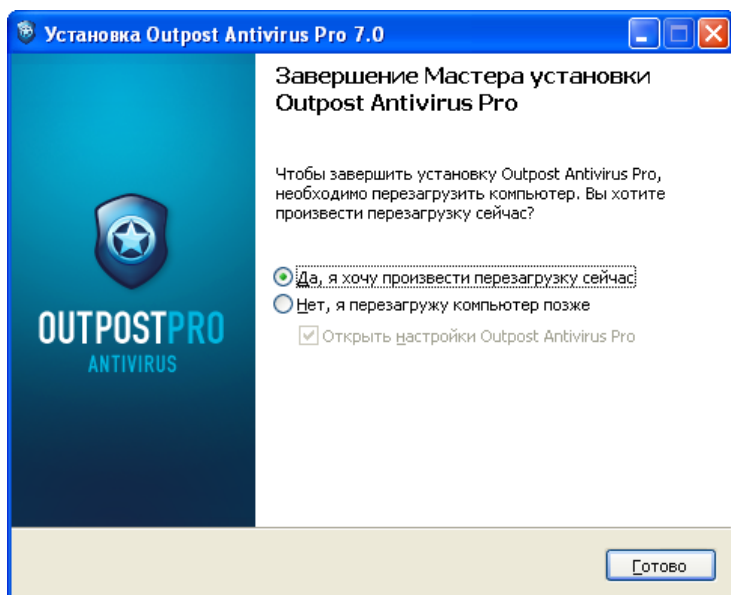 Установка Outpost Antivirus Pro 7.0
Завершение Мастера установки
Outpost Antivirus Pro
Чтобы завершить установку Outpost Antivirus Pro,
необходимо перезагрузить компьютер. Вы хотите
произвести перезагрузку сейчас?
Да, я хочу произвести перезагрузку сейчас
Нет, я перезагружу компьютер позже
Открыть настройки Outpost Antivirus Pro
OUTPOSTPRO
ANTIVIRUS
Готово